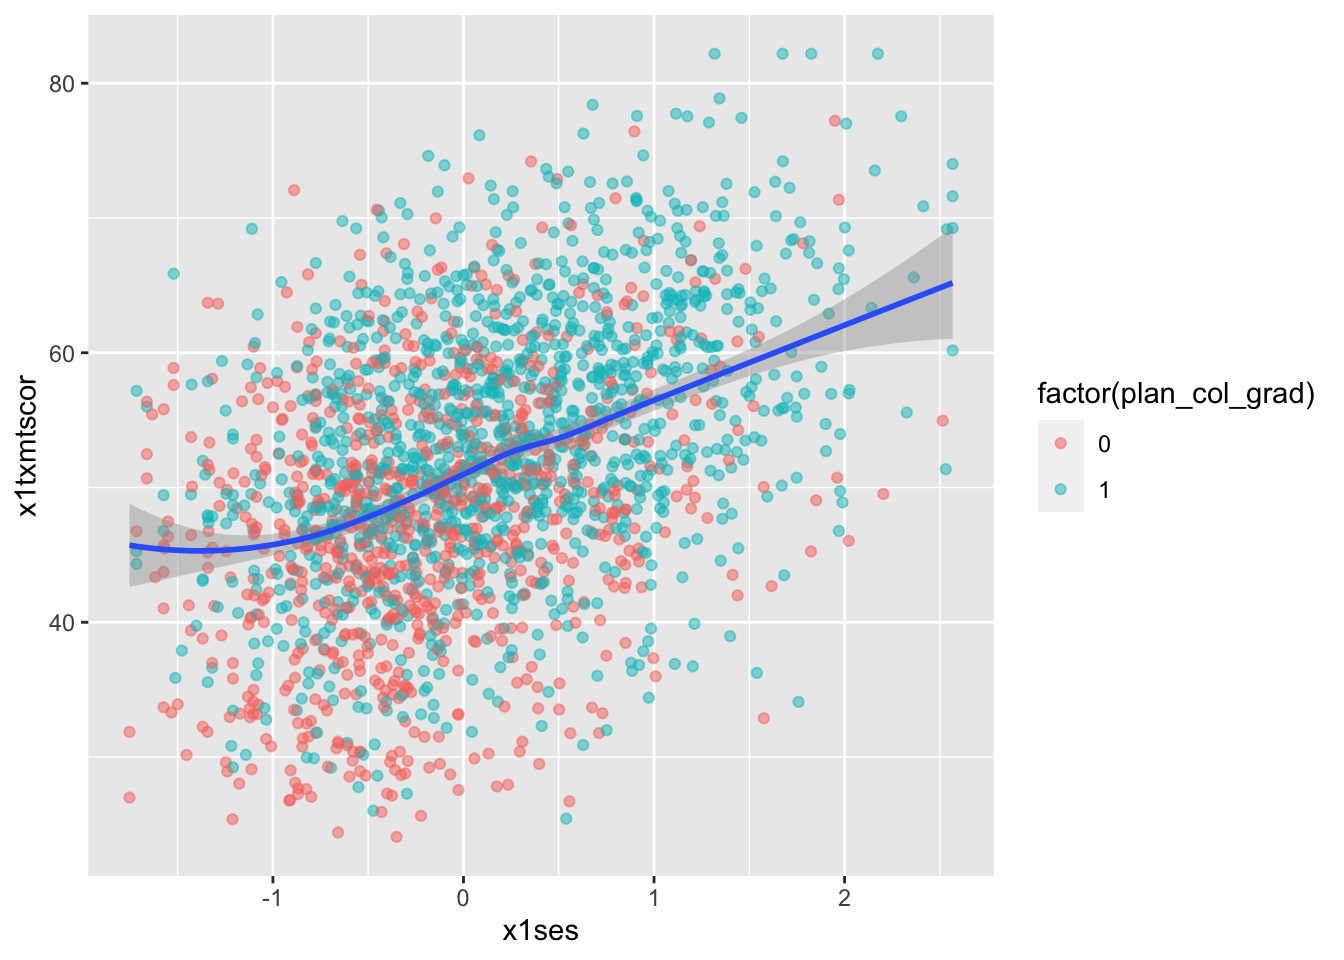 80
60
40
x1txmtscor
-1 0 1 2
x1ses
factor(plan_col_grad)
0
1